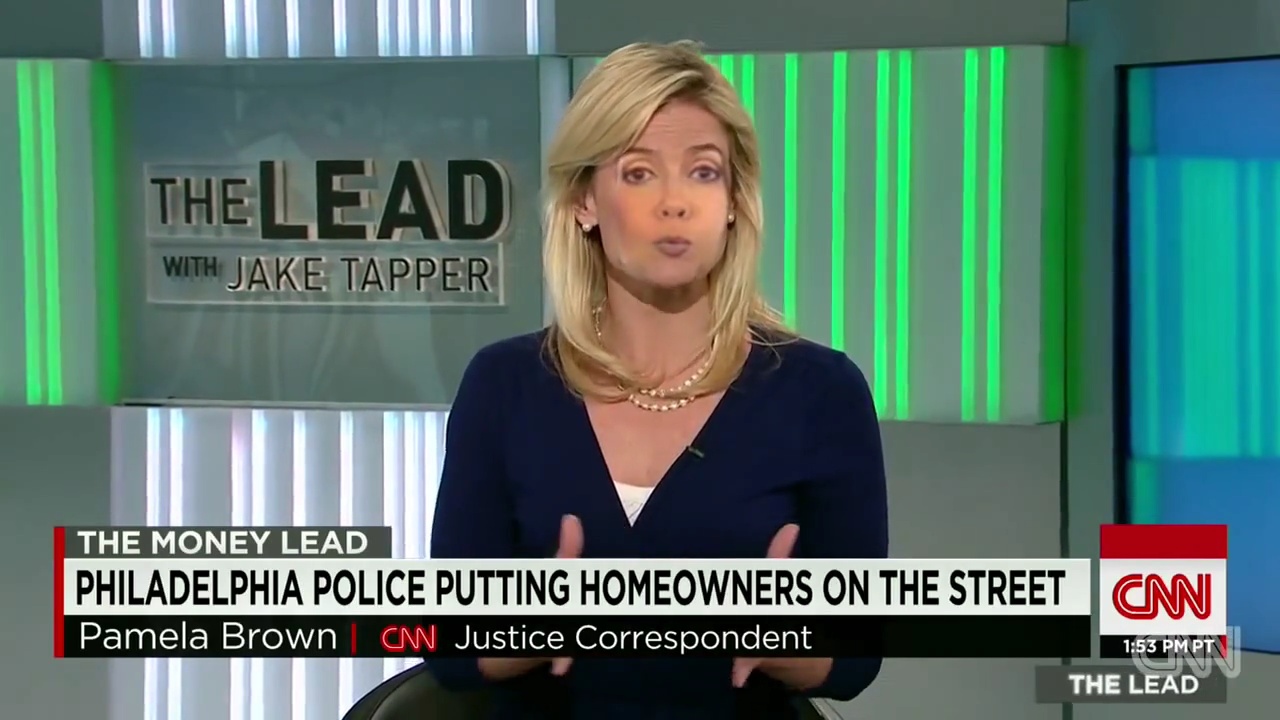 THE LEAD
WITH JAKE TAPPER
THE MONEY LEAD
PHILADELPHIA POLICE PUTTING HOMEOWNERS ON THE STREET
Pamela Brown | CNN Justice Correspondent
CNN
1:53 PM PT
CNN
THE LEAD